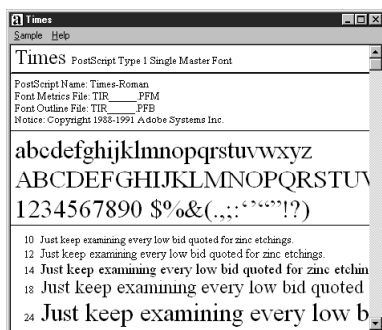 Times
Sample Help
Times PostScript Type 1 Single Master Font
PostScript Name: Times-Roman
Font Metrics File: TIR_____.PFM
Font Outline File: TIR_____.PFB
Notice: Copyright 1988-1991 Adobe Systems Inc.
abcdefghijklmnopqrstuvwxyz
ABCDEFGHIJKLMNOPQRSTUV
1234567890 $%&(.,;:‘’“”!?)
10 Just keep examining every low bid quoted for zinc etchings.
12 Just keep examining every low bid quoted for zinc etchings.
14 Just keep examining every low bid quoted for zinc etchin
18 Just keep examining every low bid quoted
24 Just keep examining every low b